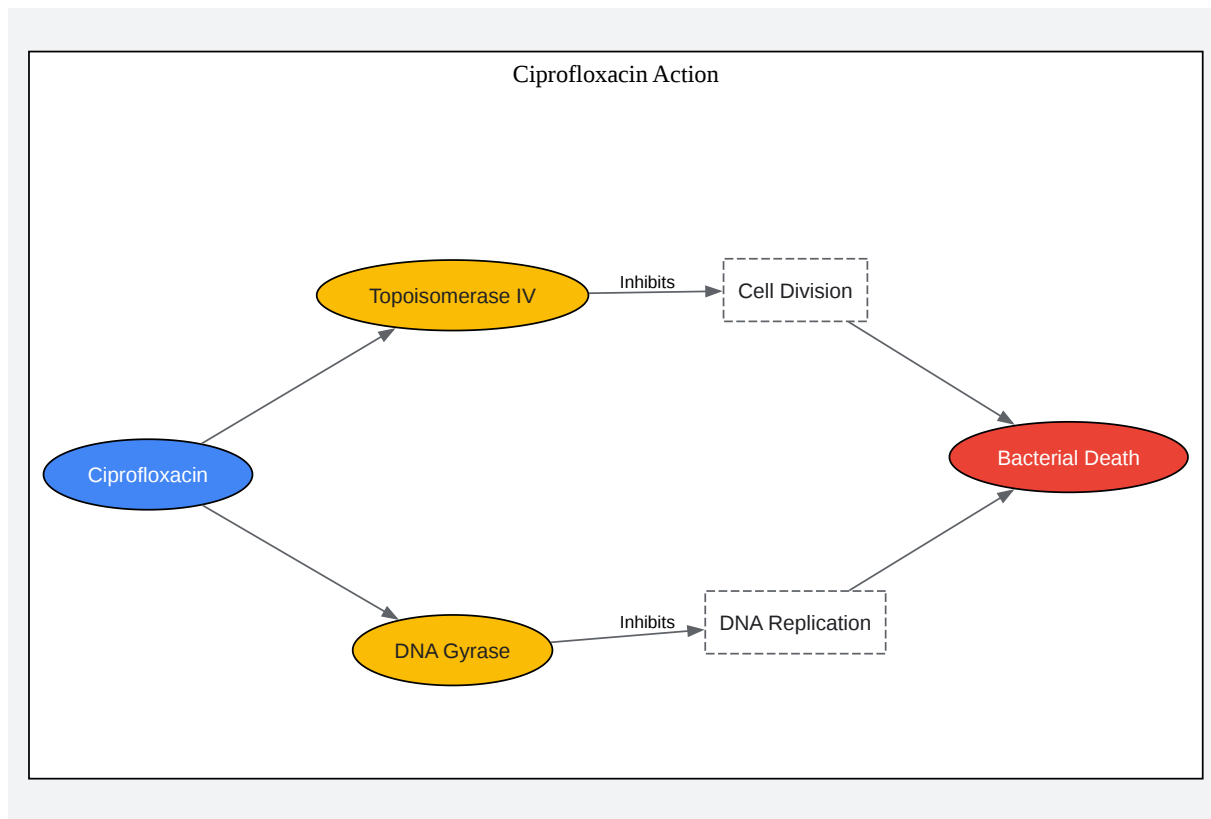 Ciprofloxacin Action
Topoisomerase IV
Inhibits
Cell Division
Ciprofloxacin
Bacterial Death
DNA Gyrase
Inhibits
DNA Replication